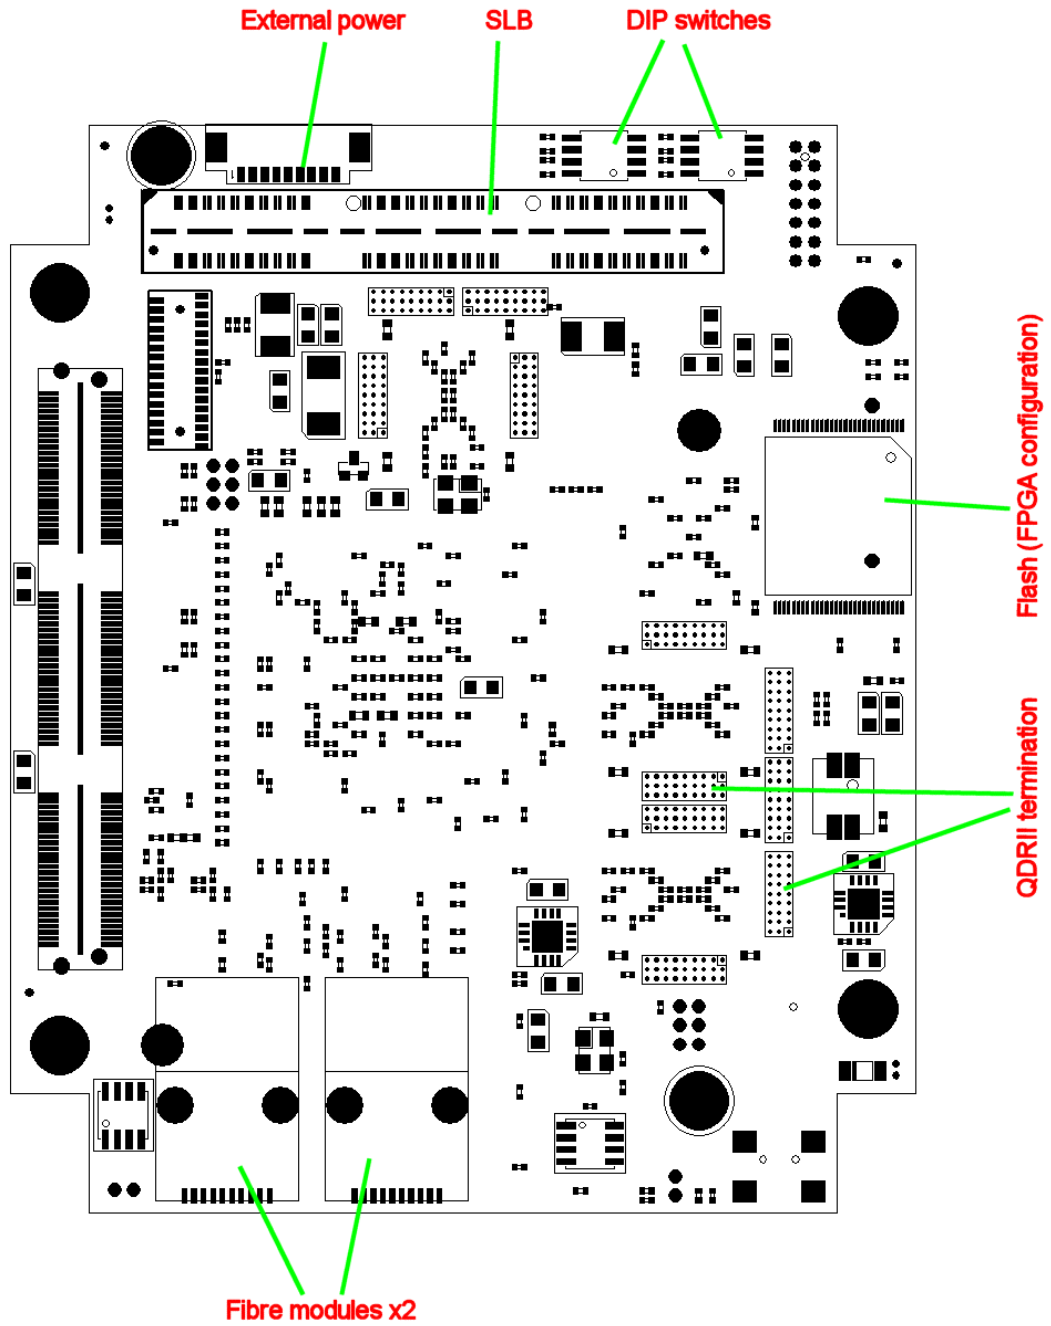 External power
SLB
DIP switches
Flash (FPGA configuration)
QDRII termination
Fibre modules x2